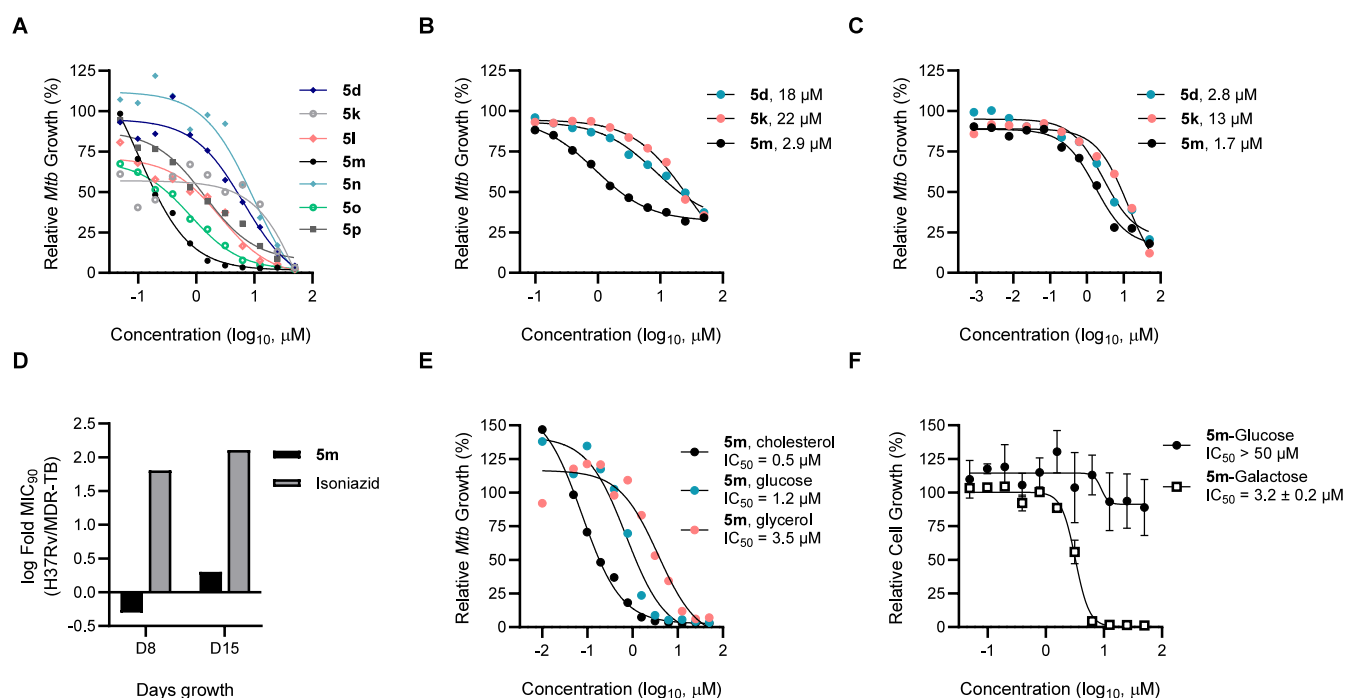 A
Relative Mtb Growth (%)
125
100
75
50
25
0
-1
0
1
2
Concentration (log10, μM)
5d
5k
5l
5m
5n
5o
5p
B
Relative Mtb Growth (%)
125
100
75
50
25
0
-1
0
1
2
Concentration (log10, μM)
5d, 18 μM
5k, 22 μM
5m, 2.9 μM
C
Relative Mtb Growth (%)
125
100
75
50
25
0
-3
-2
-1
0
1
2
Concentration (log10, μM)
5d, 2.8 μM
5k, 13 μM
5m, 1.7 μM
D
log Fold MIC90
(H37Rv/MDR-TB)
2.5
2.0
1.5
1.0
0.5
0.0
-0.5
D8
D15
Days growth
5m
Isoniazid
E
Relative Mtb Growth (%)
150
125
100
75
50
25
0
-2
-1
0
1
2
Concentration (log10, μM)
5m, cholesterol
IC50 = 0.5 μM
5m, glucose
IC50 = 1.2 μM
5m, glycerol
IC50 = 3.5 μM
F
Relative Cell Growth (%)
150
125
100
75
50
25
0
-1
0
1
2
Concentration (log10, μM)
5m-Glucose
IC50 > 50 μM
5m-Galactose
IC50 = 3.2 ± 0.2 μM